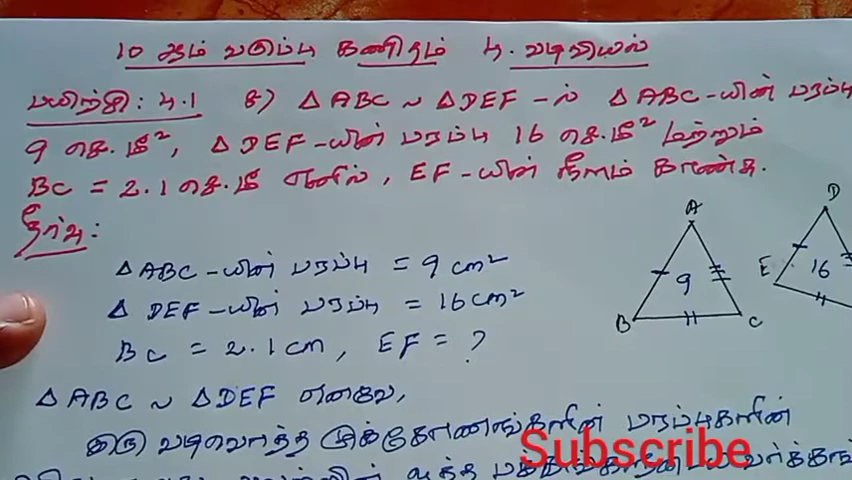 10 ஆம் வகுப்பு கணிதம் 4. வடிவியல்
பயிற்சி: 4.1 8) Δ ABC ~ Δ DEF -ல் Δ ABC-யின் பரப்பு
9 செ.மீ², Δ DEF-யின் பரப்பு 16 செ.மீ² மற்றும்
BC = 2.1 செ.மீ எனில், EF-யின் நீளம் காண்க.
தீர்வு:
Δ ABC-யின் பரப்பு = 9 cm²
Δ DEF-யின் பரப்பு = 16 cm²
BC = 2.1 cm, EF = ?
A
9
B
C
D
E
16
Δ ABC ~ Δ DEF எனவே,
இரு வடிவொத்த முக்கோணங்களின் பரப்புகளின்
Subscribe